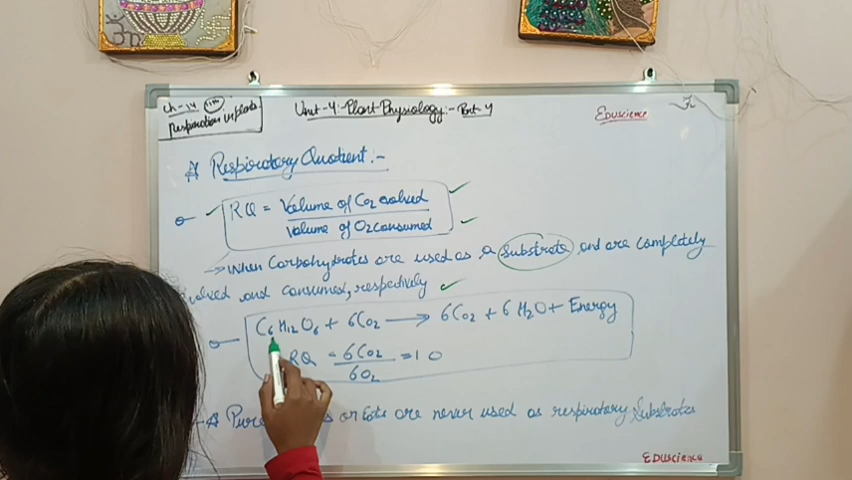 Ch-14 11th
Respiration in plants
Unit-4:-Plant Physiology:- Part-4
EDUSCIENCE
Respiratory Quotient:-
RQ = Volume of CO2 evolved
Volume of O2 consumed
→ When Carbohydrates are used as a substrate and are completely
and consumed, respectively
C6H12O6 + 6CO2 → 6CO2 + 6H2O + Energy
RQ = 6CO2 = 1.0
6O2
Pure or fats are never used as respiratory Substrates
EDUSCIENCE